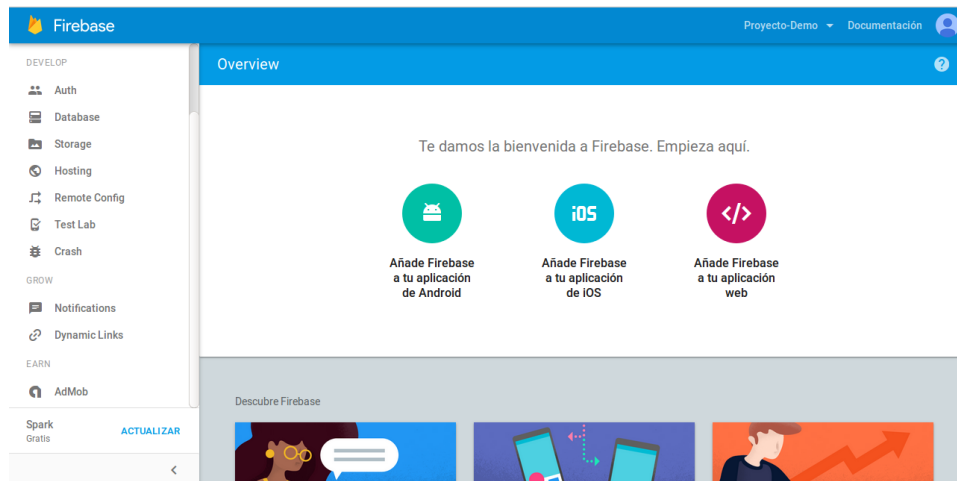 Firebase
Proyecto-Demo Documentación
DEVELOP
Auth
Database
Storage
Hosting
Remote Config
Test Lab
Crash
GROW
Notifications
Dynamic Links
EARN
AdMob
Spark
Gratis
ACTUALIZAR
Overview
?
Te damos la bienvenida a Firebase. Empieza aquí.
Añade Firebase
a tu aplicación
de Android
iOS
Añade Firebase
a tu aplicación
de iOS
</>
Añade Firebase
a tu aplicación
web
Descubre Firebase